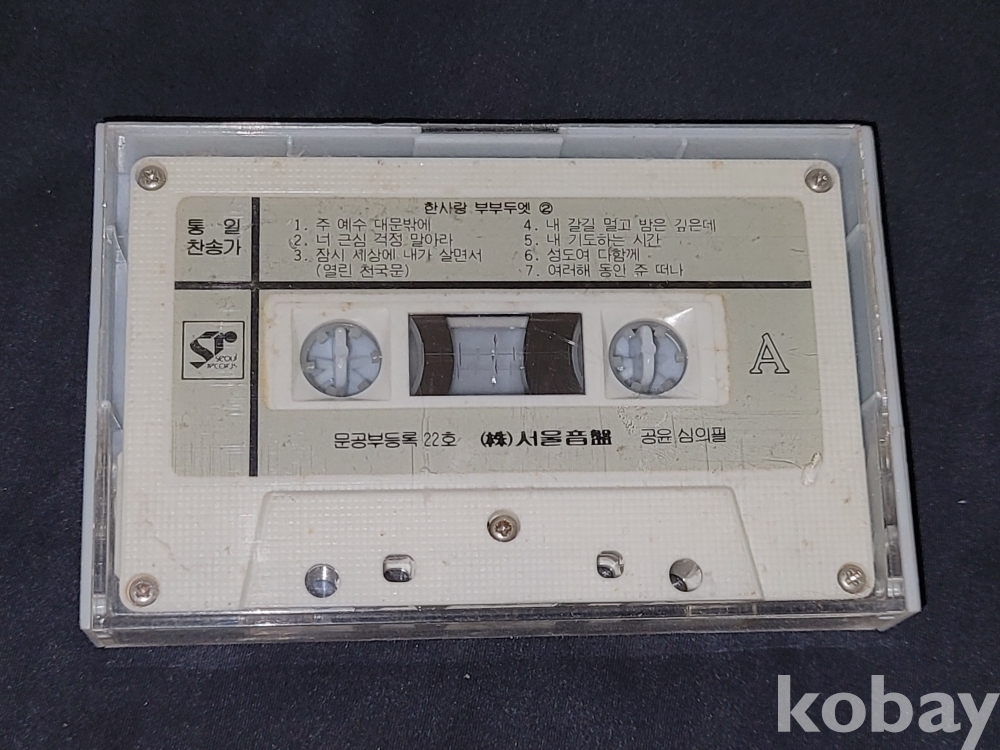 통 일
찬송가
한사랑 부부두엣 ②
1. 주 예수 대문밖에
2. 너 근심 걱정 말아라
3. 잠시 세상에 내가 살면서
(열린 천국문)
4. 내 갈길 멀고 밤은 깊은데
5. 내 기도하는 시간
6. 성도여 다함께
7. 여러해 동안 쥬 떠나
Sr
seoul
records
A
문공부등록 22호 (株)서울音盤 공윤 심의필
kobay